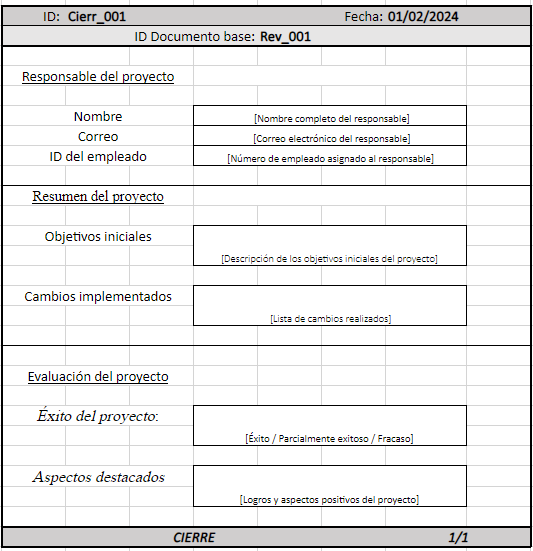 ID: Cierr_001 Fecha: 01/02/2024
ID Documento base: Rev_001
Responsable del proyecto
Nombre [Nombre completo del responsable]
Correo [Correo electrónico del responsable]
ID del empleado [Número de empleado asignado al responsable]
Resumen del proyecto
Objetivos iniciales
[Descripción de los objetivos iniciales del proyecto]
Cambios implementados
[Lista de cambios realizados]
Evaluación del proyecto
Éxito del proyecto:
[Éxito / Parcialmente exitoso / Fracaso]
Aspectos destacados
[Logros y aspectos positivos del proyecto]
CIERRE 1/1